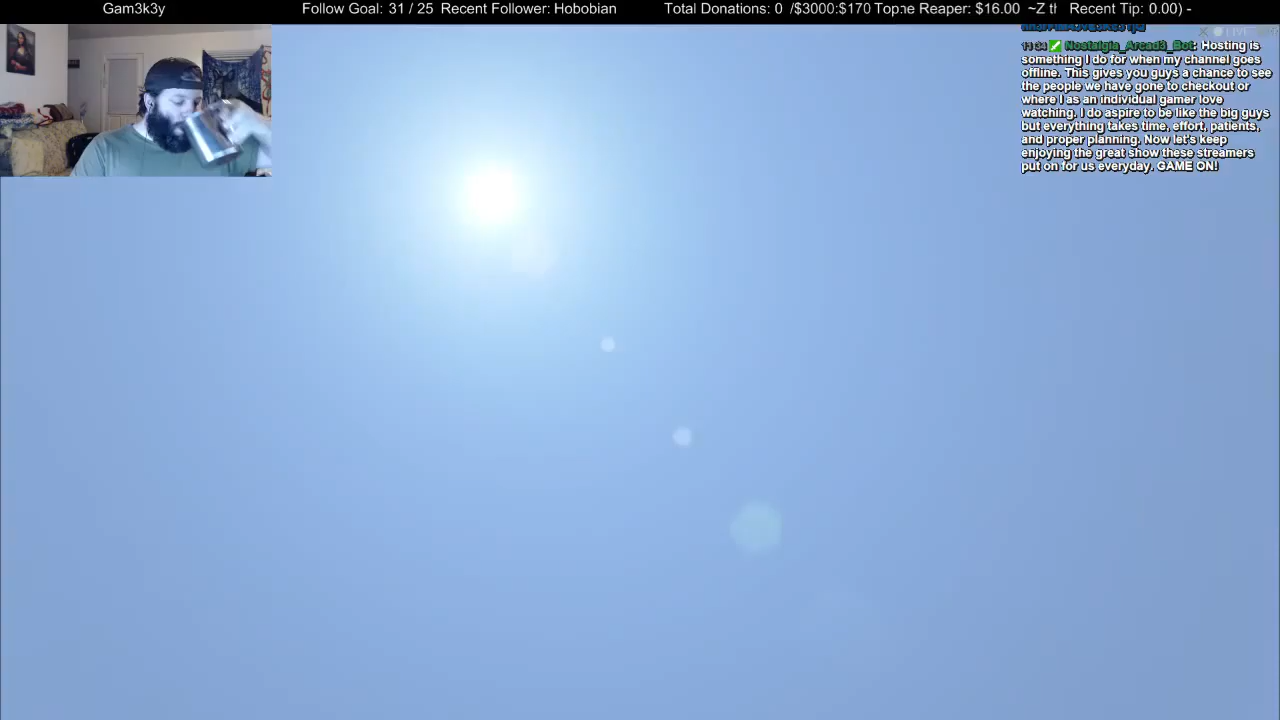 Gam3k3y
Follow Goal: 31 / 25 Recent Follower: Hobobian
Total Donations: 0 /$3000:$170 Reaper: $16.00 ~Z Recent Tip: 0.00) -
LIVE
11:34 Nostalgia_Arcad3_Bot: Hosting is
something I do for when my channel goes
offline. This gives you guys a chance to see
the people we have gone to checkout or
where I as an individual gamer love
watching. I do aspire to be like the big guys
but everything takes time, effort, patients,
and proper planning. Now let's keep
enjoying the great show these streamers
put on for us everyday. GAME ON!